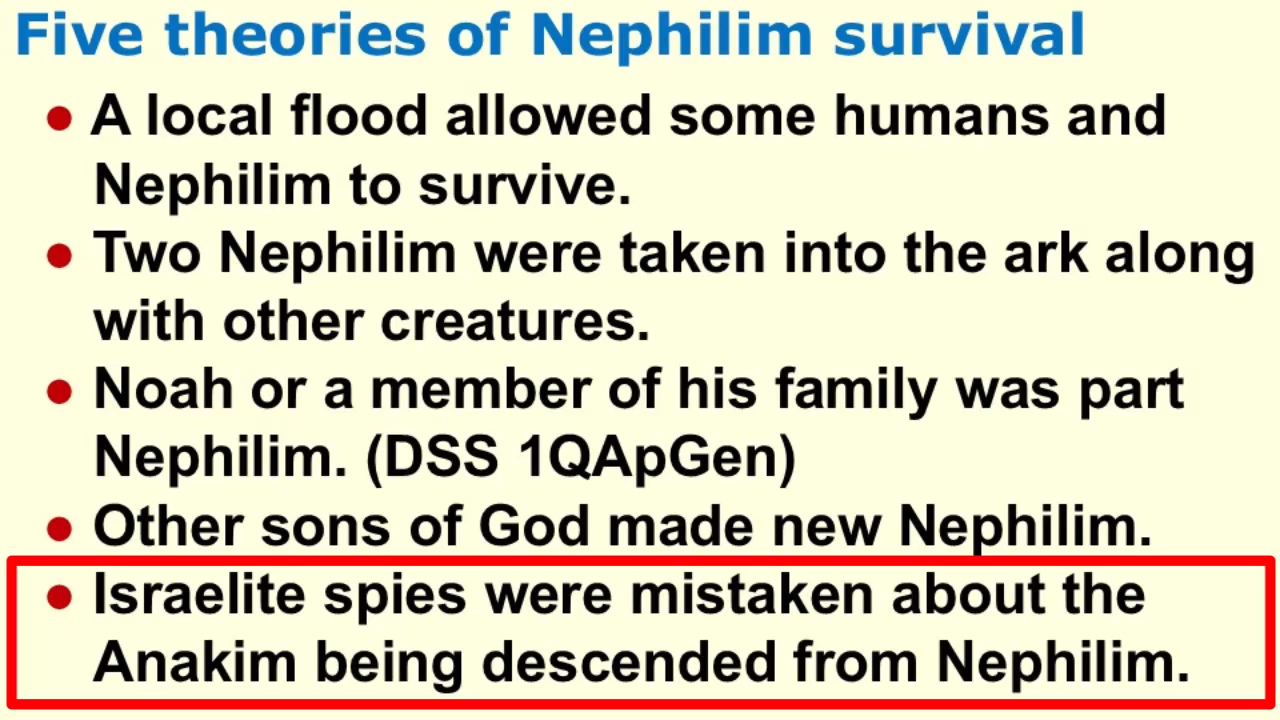 Five theories of Nephilim survival
● A local flood allowed some humans and
Nephilim to survive.
● Two Nephilim were taken into the ark along
with other creatures.
● Noah or a member of his family was part
Nephilim. (DSS 1QApGen)
● Other sons of God made new Nephilim.
● Israelite spies were mistaken about the
Anakim being descended from Nephilim.